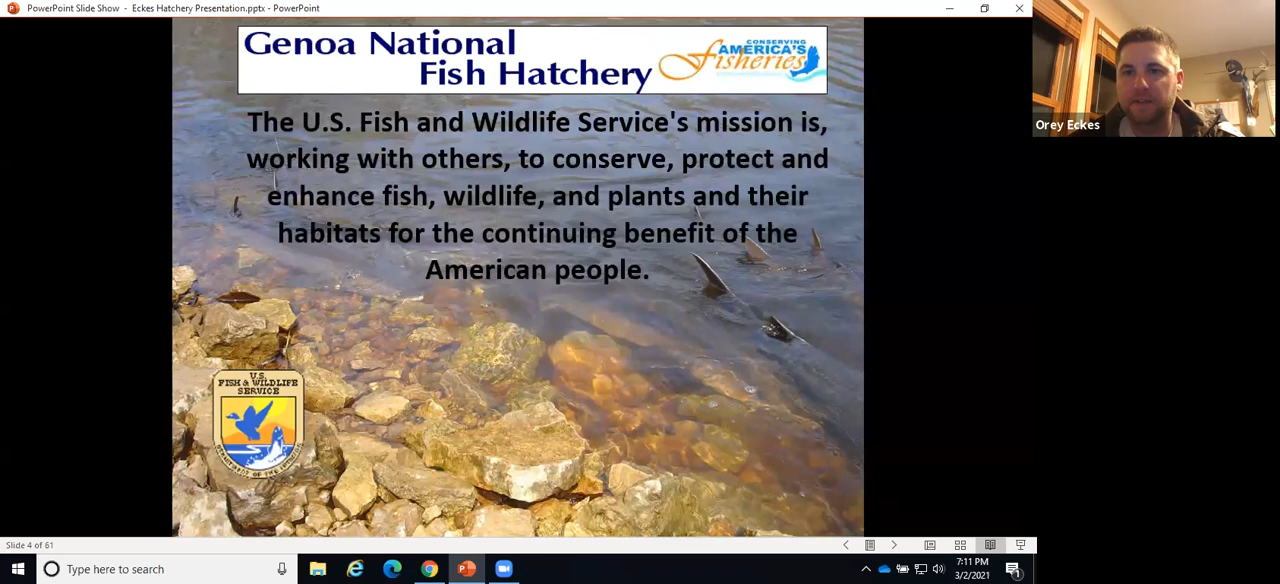 PowerPoint Slide Show - Eckes Hatchery Presentation.pptx - PowerPoint
Genoa National
Fish Hatchery
CONSERVING
AMERICA'S
Fisheries
The U.S. Fish and Wildlife Service's mission is,
working with others, to conserve, protect and
enhance fish, wildlife, and plants and their
habitats for the continuing benefit of the
American people.
U.S.
FISH & WILDLIFE
SERVICE
Orey Eckes
Slide 4 of 61
Type here to search
7:11 PM
3/2/2021
1